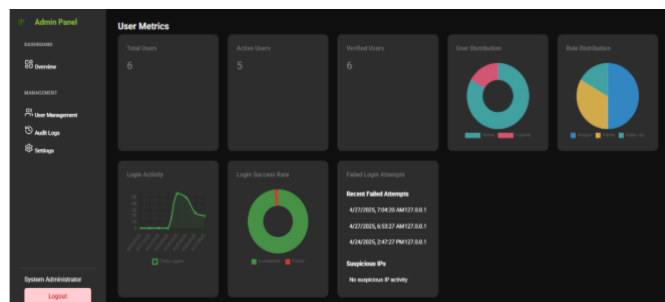 Admin Panel
DASHBOARD
Overview
MANAGEMENT
User Management
Audit Logs
Settings
System Administrator
Logout
User Metrics
Total Users
6
Active Users
5
Verified Users
6
User Distribution
Role Distribution
Login Activity
Login Success Rate
Failed Login Attempts
Recent Failed Attempts
4/27/2025, 7:04:20 AM127.0.0.1
4/27/2025, 6:53:27 AM127.0.0.1
4/24/2025, 2:47:27 PM127.0.0.1
Suspicious IPs
No suspicious IP activity